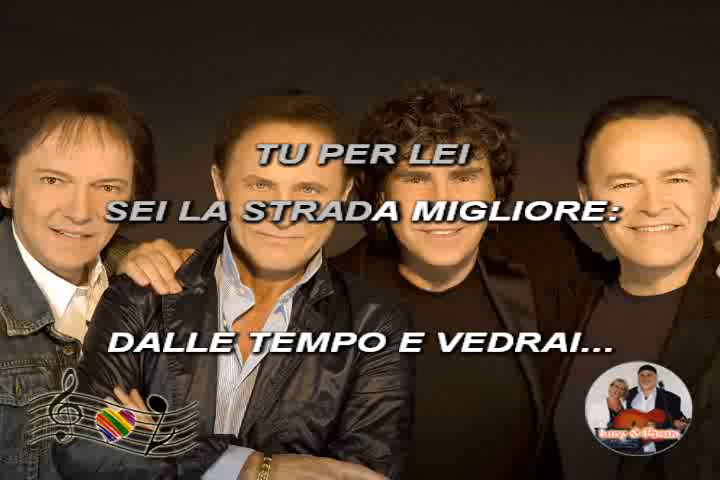 TU PER LEI
SEI LA STRADA MIGLIORE:
DALLE TEMPO E VEDRAI...